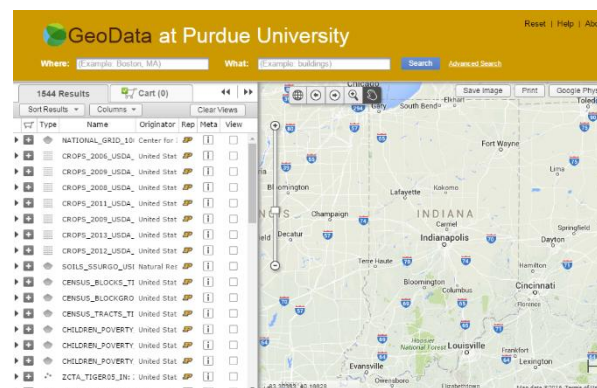 Reset | Help | Abo
GeoData at Purdue University
Where: (Example: Boston, MA) What: (Example: buildings) Search Advanced Search
1544 Results Cart (0)
Save Image Print Google Phys
Sort Results Columns Clear Views
Type Name Originator Rep Meta View
NATIONAL_GRID_10 Center for
CROPS_2006_USDA_ United Stat
CROPS_2009_USDA_ United Stat
CROPS_2008_USDA_ United Stat
CROPS_2011_USDA_ United Stat
CROPS_2009_USDA_ United Stat
CROPS_2013_USDA_ United Stat
CROPS_2012_USDA_ United Stat
SOILS_SSURGO_USI Natural Res
CENSUS_BLOCKS_TI United Stat
CENSUS_BLOCKGRO United Stat
CENSUS_TRACTS_TI United Stat
CHILDREN_POVERTY United Stat
CHILDREN_POVERTY United Stat
CHILDREN_POVERTY United Stat
ZCTA_TIGER05_IN: United Stat
Chicago
Gary South Bend Elkhart Toledo
Fort Wayne
Lima
Bloomington
Lafayette Kokomo
Champaign INDIANA
Carmel
Decatur Indianapolis Springfield
Dayton
Terre Haute Hamilton
Bloomington Columbus Cincinnati
Florence
Hoosier
National Forest Louisville Frankfort
Lexington
Evansville
Owensboro Elizabethtown